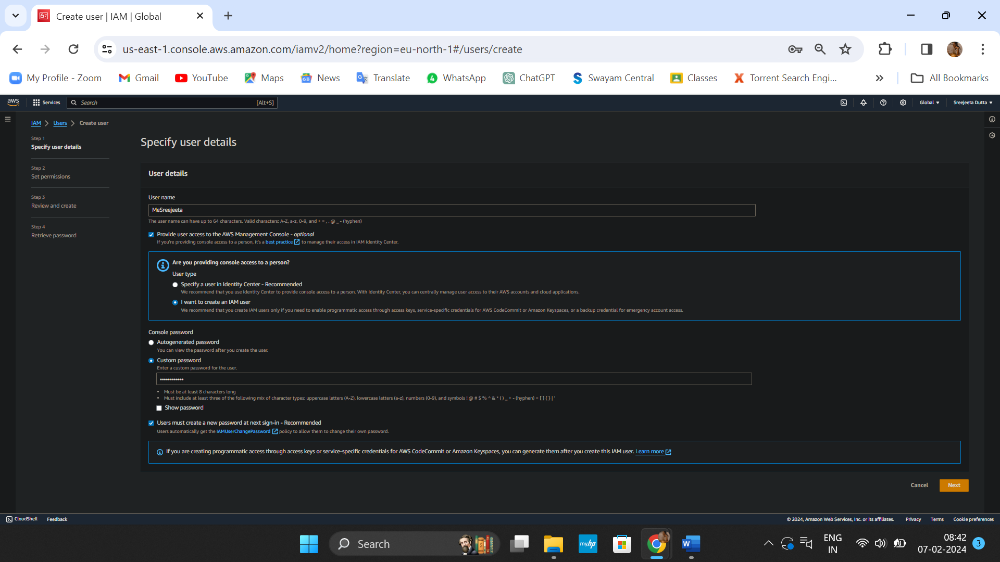 Create user | IAM | Global
us-east-1.console.aws.amazon.com/iamv2/home?region=eu-north-1#/users/create
My Profile - Zoom Gmail YouTube Maps News Translate WhatsApp ChatGPT Swayam Central Classes Torrent Search Engi... » All Bookmarks
aws Services Search [Alt+S] Global Sreejeeta Dutta
IAM > Users > Create user
Step 1
Specify user details
Step 2
Set permissions
Step 3
Review and create
Step 4
Retrieve password
Specify user details
User details
User name
MeSreejeeta
The user name can have up to 64 characters. Valid characters: A-Z, a-z, 0-9, and + = , . @ _ - (hyphen)
Provide user access to the AWS Management Console - optional
If you're providing console access to a person, it's a best practice to manage their access in IAM Identity Center.
Are you providing console access to a person?
User type
Specify a user in Identity Center - Recommended
We recommend that you use Identity Center to provide console access to a person. With Identity Center, you can centrally manage user access to their AWS accounts and cloud applications.
I want to create an IAM user
We recommend that you create IAM users only if you need to enable programmatic access through access keys, service-specific credentials for AWS CodeCommit or Amazon Keyspaces, or a backup credential for emergency account access.
Console password
Autogenerated password
You can view the password after you create the user.
Custom password
Enter a custom password for the user.
••••••••••••
• Must be at least 8 characters long
• Must include at least three of the following mix of character types: uppercase letters (A-Z), lowercase letters (a-z), numbers (0-9), and symbols ! @ # $ % ^ & * ( ) _ + - (hyphen) = [ ] { } | '
Show password
Users must create a new password at next sign-in - Recommended
Users automatically get the IAMUserChangePassword policy to allow them to change their own password.
If you are creating programmatic access through access keys or service-specific credentials for AWS CodeCommit or Amazon Keyspaces, you can generate them after you create this IAM user. Learn more
Cancel Next
CloudShell Feedback © 2024, Amazon Web Services, Inc. or its affiliates. Privacy Terms Cookie preferences
Search myhp W ENG 08:42 3
IN 07-02-2024